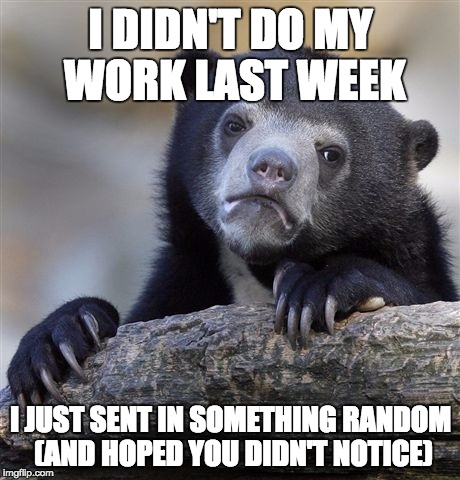 I DIDN'T DO MY
WORK LAST WEEK
I JUST SENT IN SOMETHING RANDOM
(AND HOPED YOU DIDN'T NOTICE)
imgflip.com